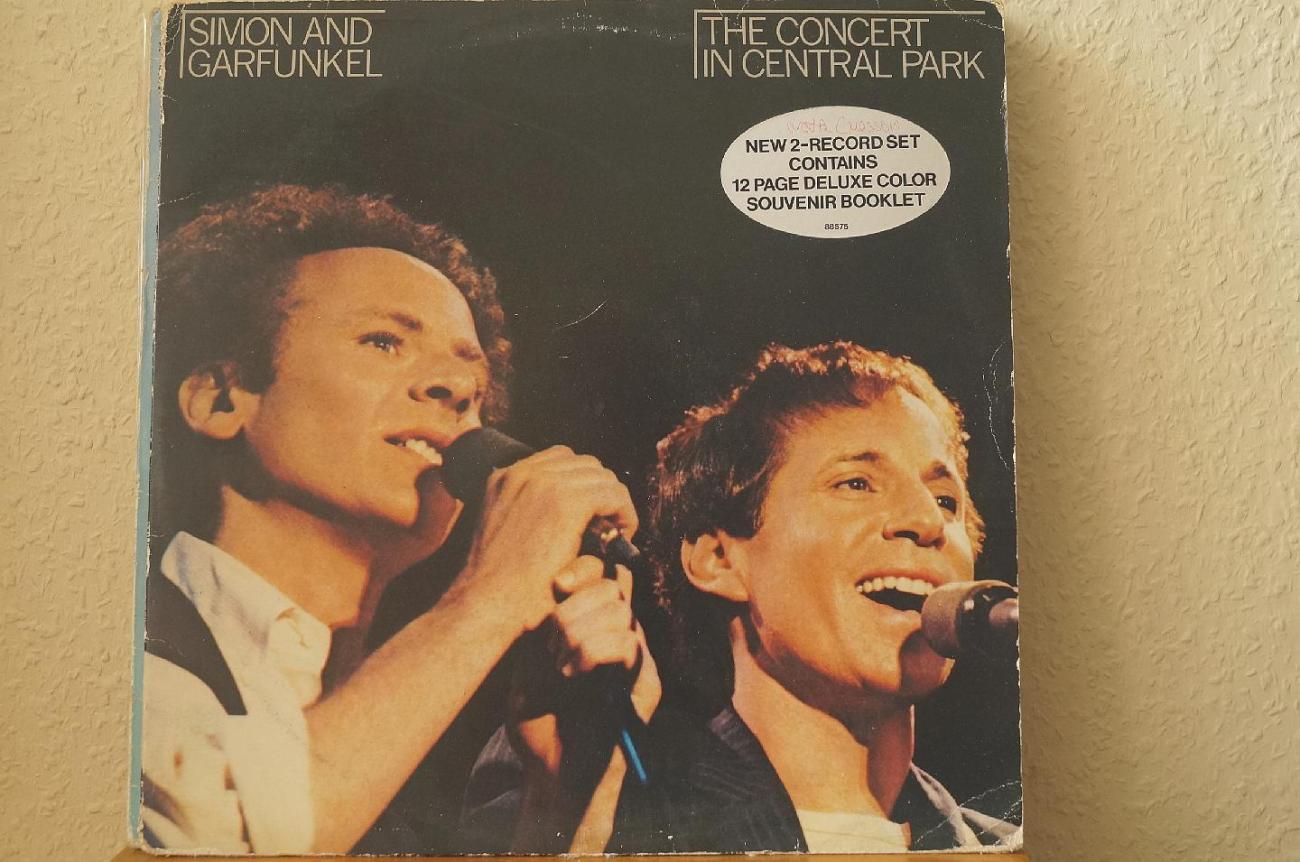 SIMON AND
GARFUNKEL
THE CONCERT
IN CENTRAL PARK
NEW 2-RECORD SET
CONTAINS
12 PAGE DELUXE COLOR
SOUVENIR BOOKLET
88575